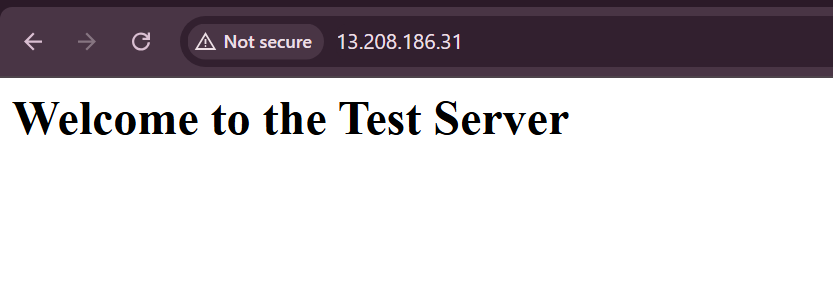 Not secure 13.208.186.31
Welcome to the Test Server